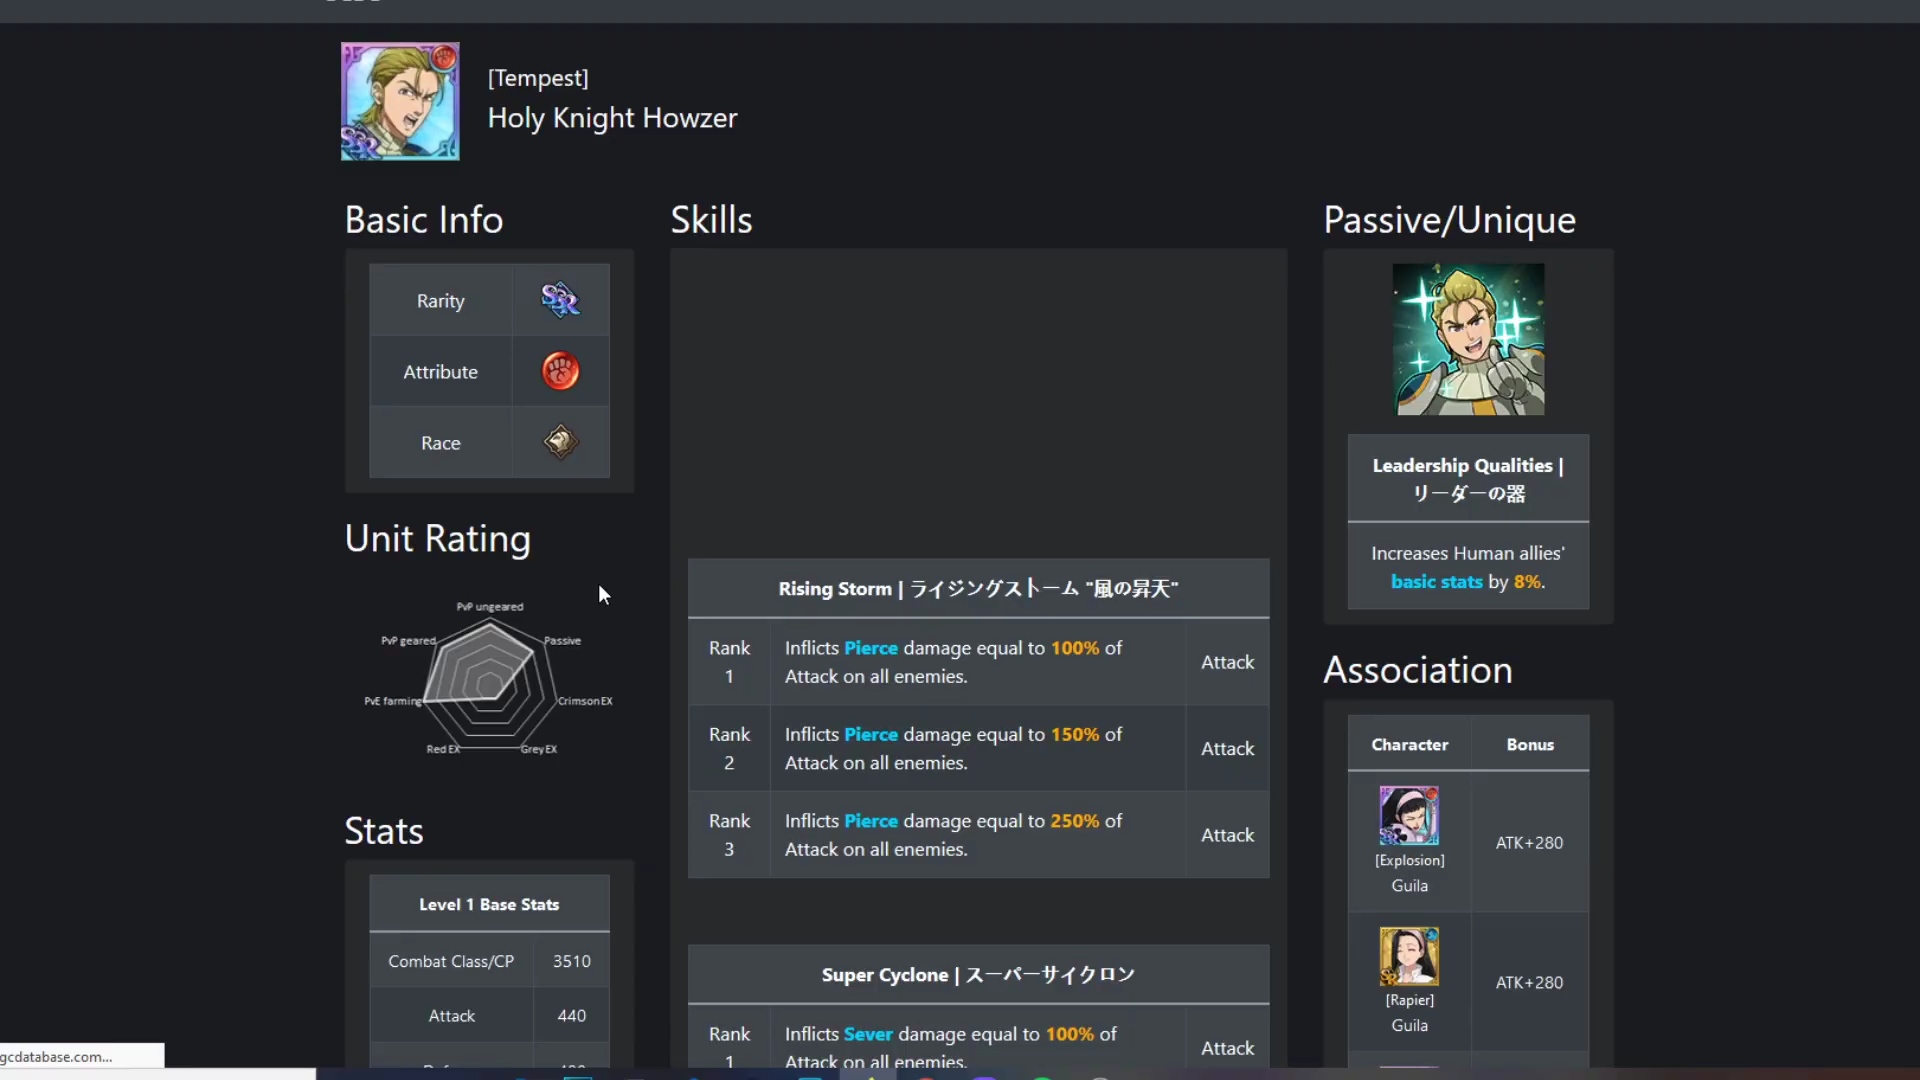 [Tempest]
Holy Knight Howzer
SSR
Basic Info
Rarity
SSR
Attribute
Race
Unit Rating
PvP ungeared
PvP geared
Passive
PvE farming
Crimson EX
Red EX
Grey EX
Stats
Level 1 Base Stats
Combat Class/CP 3510
Attack 440
Skills
Rising Storm | ライジングストーム "風の昇天"
Rank
1
Inflicts Pierce damage equal to 100% of
Attack on all enemies.
Attack
Rank
2
Inflicts Pierce damage equal to 150% of
Attack on all enemies.
Attack
Rank
3
Inflicts Pierce damage equal to 250% of
Attack on all enemies.
Attack
Super Cyclone | スーパーサイクロン
Rank
1
Inflicts Sever damage equal to 100% of
Attack on all enemies.
Attack
Passive/Unique
Leadership Qualities |
リーダーの器
Increases Human allies'
basic stats by 8%.
Association
Character Bonus
[Explosion]
Guila
ATK+280
SR
[Rapier]
Guila
ATK+280
gcdatabase.com...